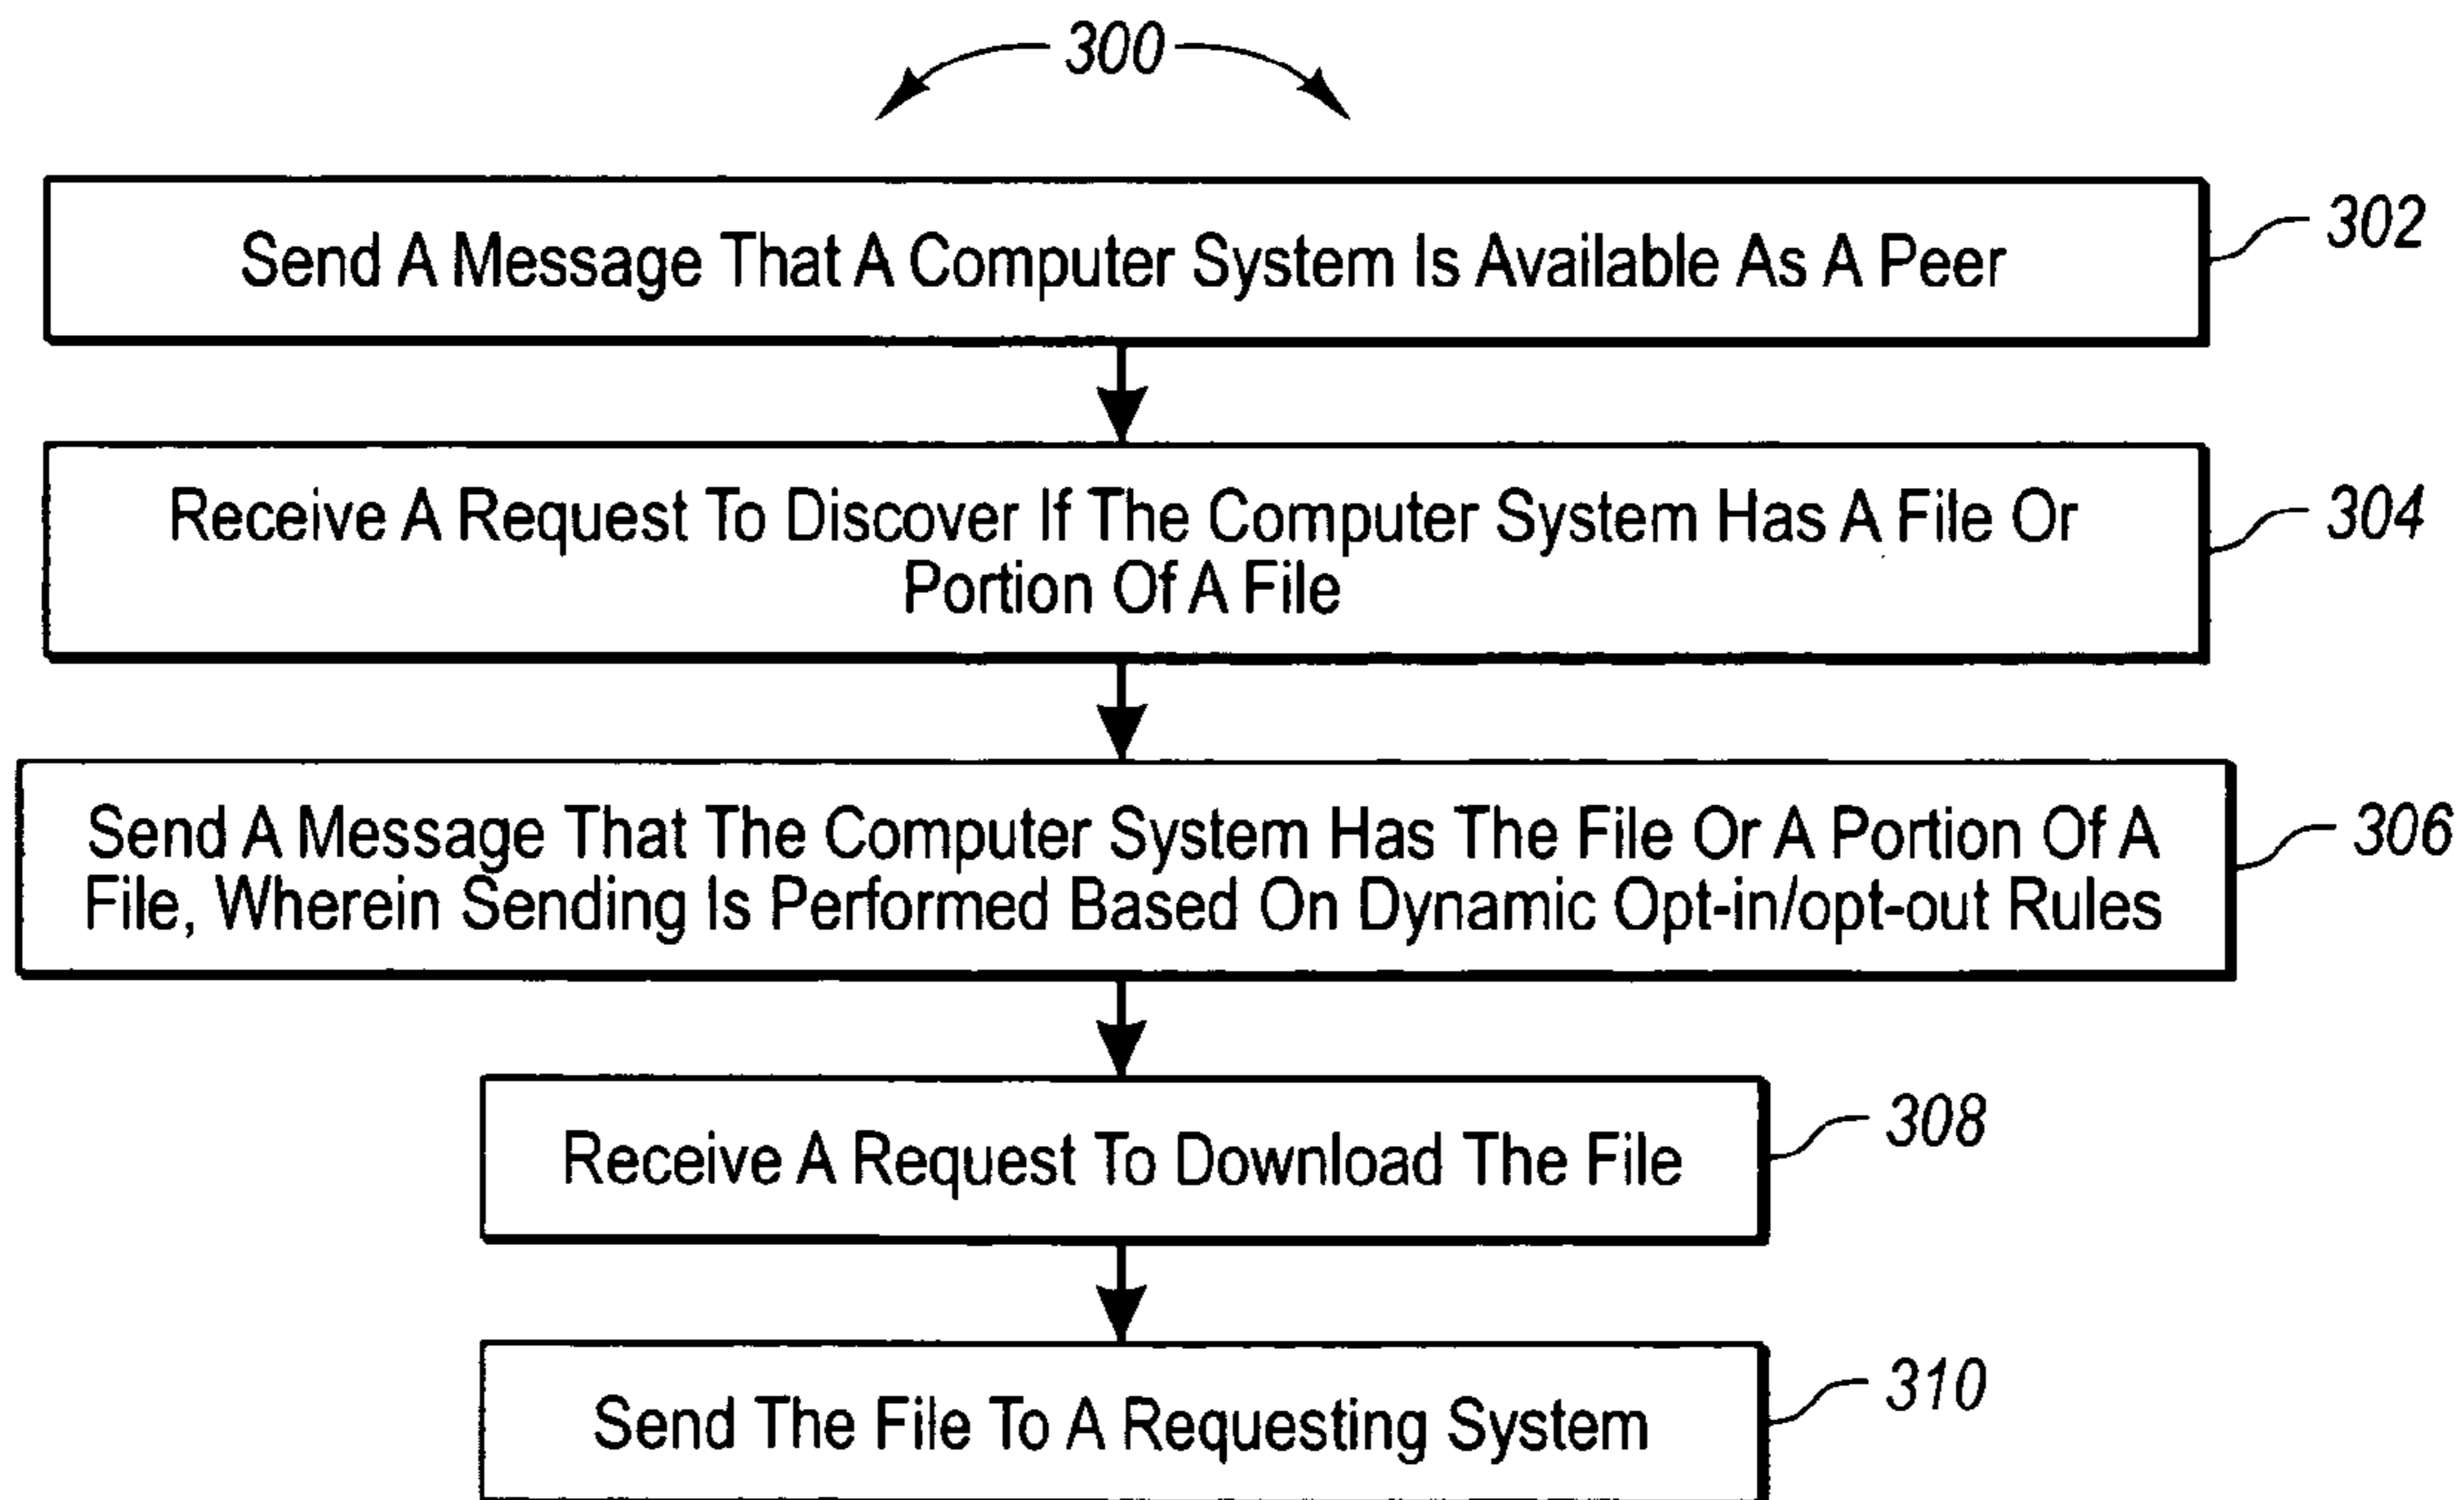 300
Send A Message That A Computer System Is Available As A Peer
302
Receive A Request To Discover If The Computer System Has A File Or
Portion Of A File
304
Send A Message That The Computer System Has The File Or A Portion Of A
File, Wherein Sending Is Performed Based On Dynamic Opt-in/opt-out Rules
306
Receive A Request To Download The File
308
Send The File To A Requesting System
310